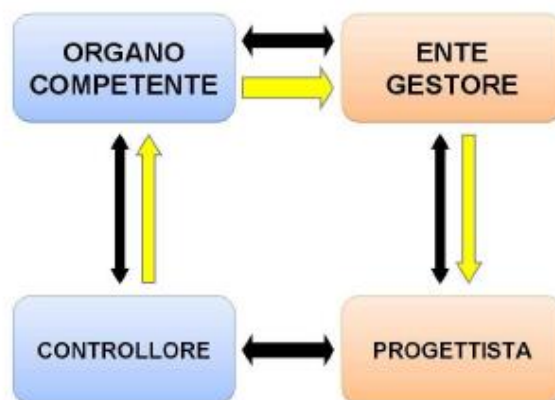 ORGANO
COMPETENTE
ENTE
GESTORE
CONTROLLORE
PROGETTISTA